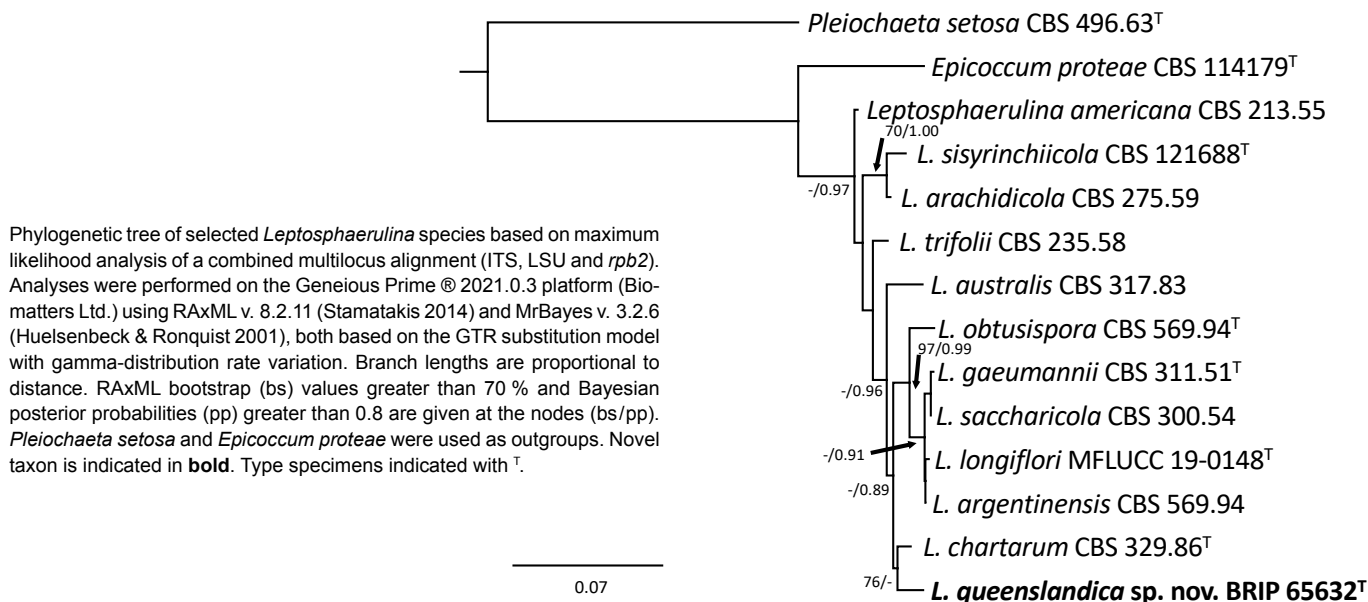 Pleiochaeta setosa CBS 496.63ᵀ
Epicoccum proteae CBS 114179ᵀ
Leptosphaerulina americana CBS 213.55
70/1.00
L. sisyrinchiicola CBS 121688ᵀ
-/0.97
L. arachidicola CBS 275.59
L. trifolii CBS 235.58
L. australis CBS 317.83
L. obtusispora CBS 569.94ᵀ
97/0.99
L. gaeumannii CBS 311.51ᵀ
-/0.96
L. saccharicola CBS 300.54
-/0.91
L. longiflori MFLUCC 19-0148ᵀ
-/0.89
L. argentinensis CBS 569.94
L. chartarum CBS 329.86ᵀ
76/-
L. queenslandica sp. nov. BRIP 65632ᵀ
0.07
Phylogenetic tree of selected Leptosphaerulina species based on maximum
likelihood analysis of a combined multilocus alignment (ITS, LSU and rpb2).
Analyses were performed on the Geneious Prime ® 2021.0.3 platform (Bio-
matters Ltd.) using RAxML v. 8.2.11 (Stamatakis 2014) and MrBayes v. 3.2.6
(Huelsenbeck & Ronquist 2001), both based on the GTR substitution model
with gamma-distribution rate variation. Branch lengths are proportional to
distance. RAxML bootstrap (bs) values greater than 70 % and Bayesian
posterior probabilities (pp) greater than 0.8 are given at the nodes (bs/pp).
Pleiochaeta setosa and Epicoccum proteae were used as outgroups. Novel
taxon is indicated in bold. Type specimens indicated with ᵀ.